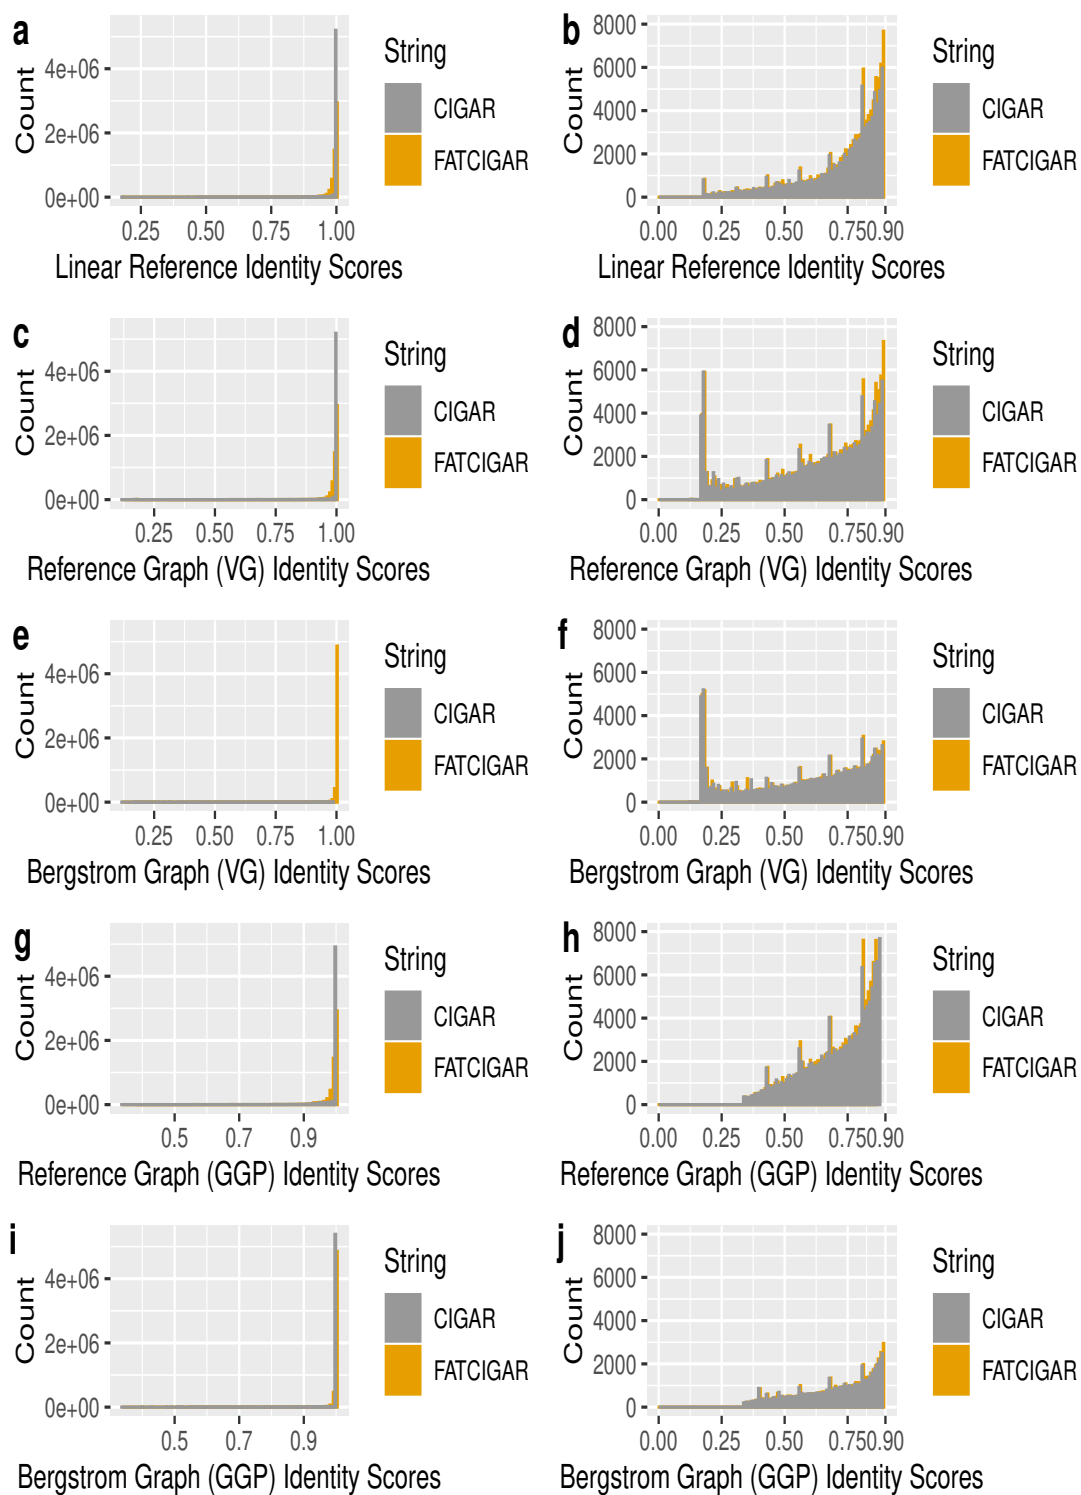 a
Count
4e+06
2e+06
0e+00
0.25 0.50 0.75 1.00
Linear Reference Identity Scores
String
CIGAR
FATCIGAR
b
Count
8000
6000
4000
2000
0
0.00 0.25 0.50 0.75 0.90
Linear Reference Identity Scores
String
CIGAR
FATCIGAR
c
Count
4e+06
2e+06
0e+00
0.25 0.50 0.75 1.00
Reference Graph (VG) Identity Scores
String
CIGAR
FATCIGAR
d
Count
8000
6000
4000
2000
0
0.00 0.25 0.50 0.75 0.90
Reference Graph (VG) Identity Scores
String
CIGAR
FATCIGAR
e
Count
4e+06
2e+06
0e+00
0.25 0.50 0.75 1.00
Bergstrom Graph (VG) Identity Scores
String
CIGAR
FATCIGAR
f
Count
8000
6000
4000
2000
0
0.00 0.25 0.50 0.75 0.90
Bergstrom Graph (VG) Identity Scores
String
CIGAR
FATCIGAR
g
Count
4e+06
2e+06
0e+00
0.5 0.7 0.9
Reference Graph (GGP) Identity Scores
String
CIGAR
FATCIGAR
h
Count
8000
6000
4000
2000
0
0.00 0.25 0.50 0.75 0.90
Reference Graph (GGP) Identity Scores
String
CIGAR
FATCIGAR
i
Count
4e+06
2e+06
0e+00
0.5 0.7 0.9
Bergstrom Graph (GGP) Identity Scores
String
CIGAR
FATCIGAR
j
Count
8000
6000
4000
2000
0
0.00 0.25 0.50 0.75 0.90
Bergstrom Graph (GGP) Identity Scores
String
CIGAR
FATCIGAR